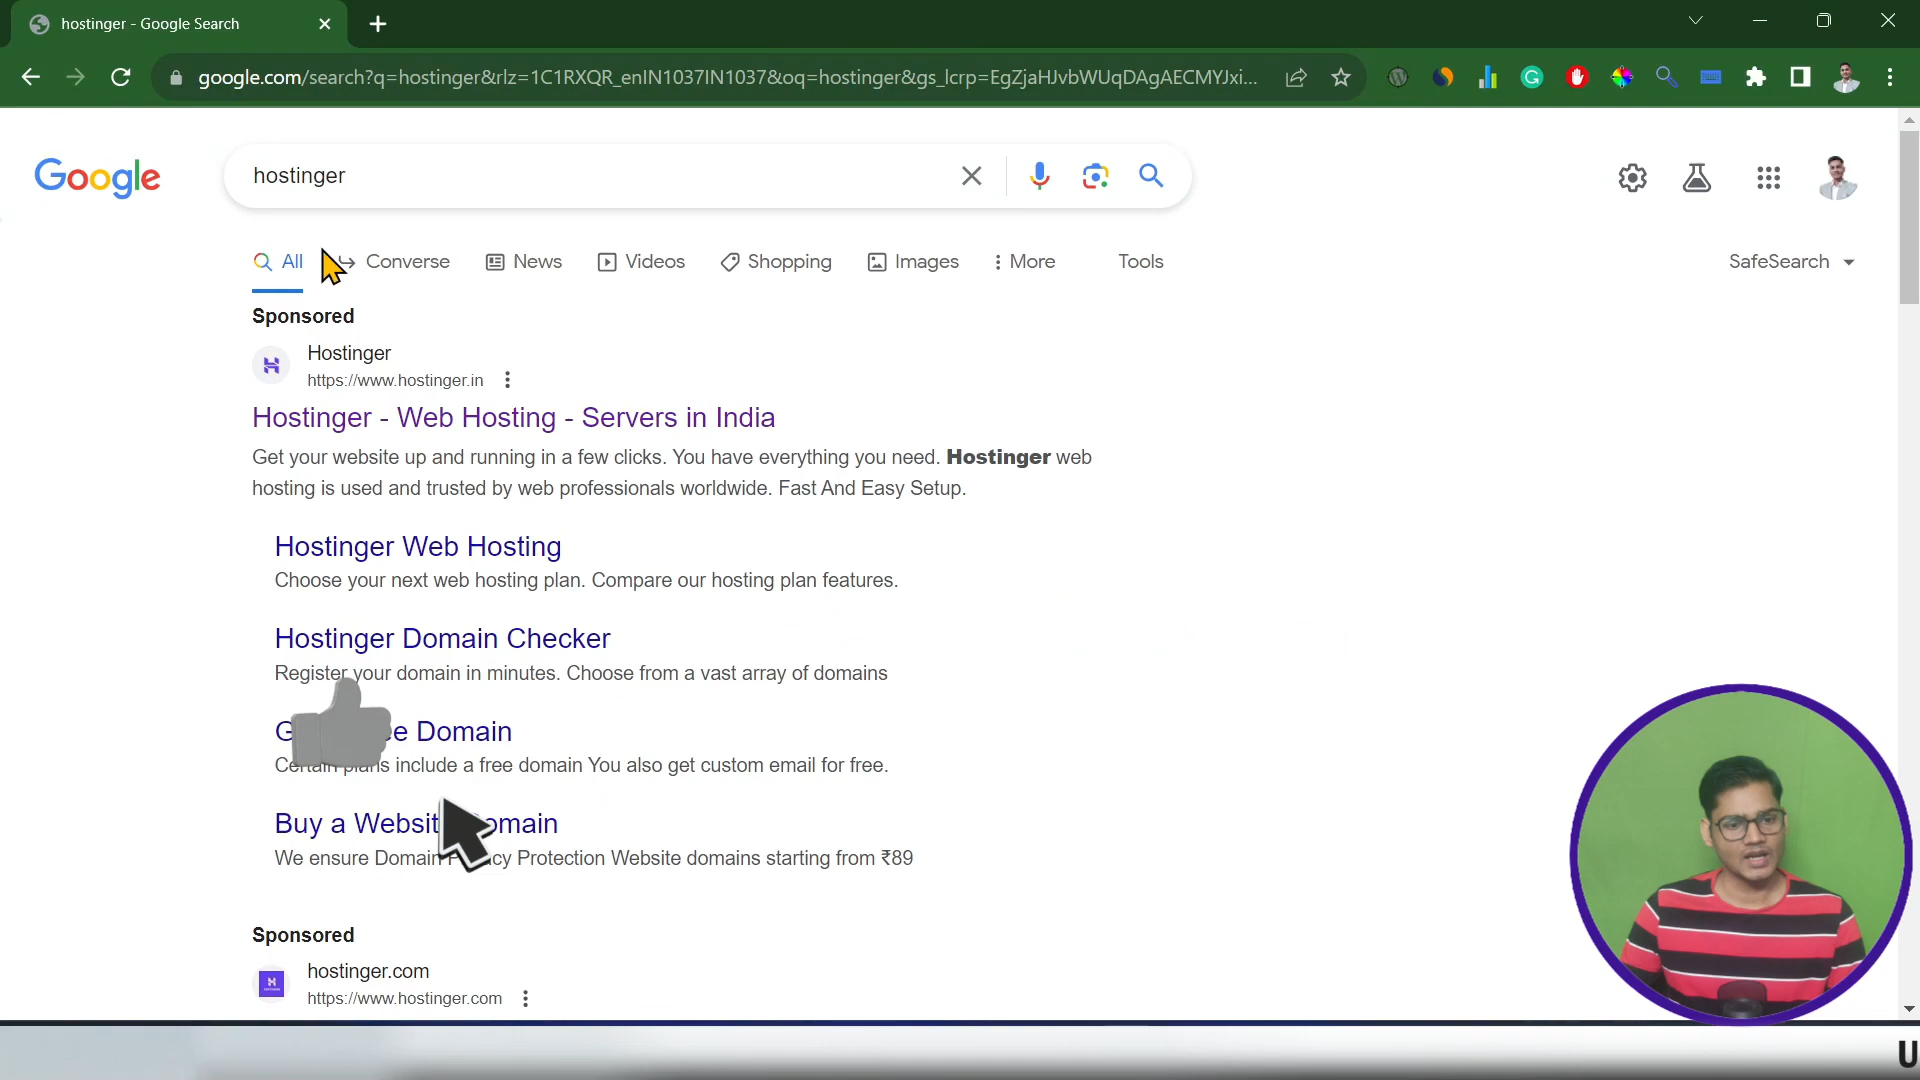 hostinger - Google Search
google.com/search?q=hostinger&rlz=1C1RXQR_enIN1037IN1037&oq=hostinger&gs_lcrp=EgZjaHJvbWUqDAgAECMYJxi...
Google
hostinger
All Converse News Videos Shopping Images More Tools SafeSearch
Sponsored
Hostinger
https://www.hostinger.in
Hostinger - Web Hosting - Servers in India
Get your website up and running in a few clicks. You have everything you need. Hostinger web
hosting is used and trusted by web professionals worldwide. Fast And Easy Setup.
Hostinger Web Hosting
Choose your next web hosting plan. Compare our hosting plan features.
Hostinger Domain Checker
Register your domain in minutes. Choose from a vast array of domains
Domain
Certain plans include a free domain You also get custom email for free.
Buy a Website Domain
We ensure Domain Privacy Protection Website domains starting from ₹89
Sponsored
hostinger.com
https://www.hostinger.com
U